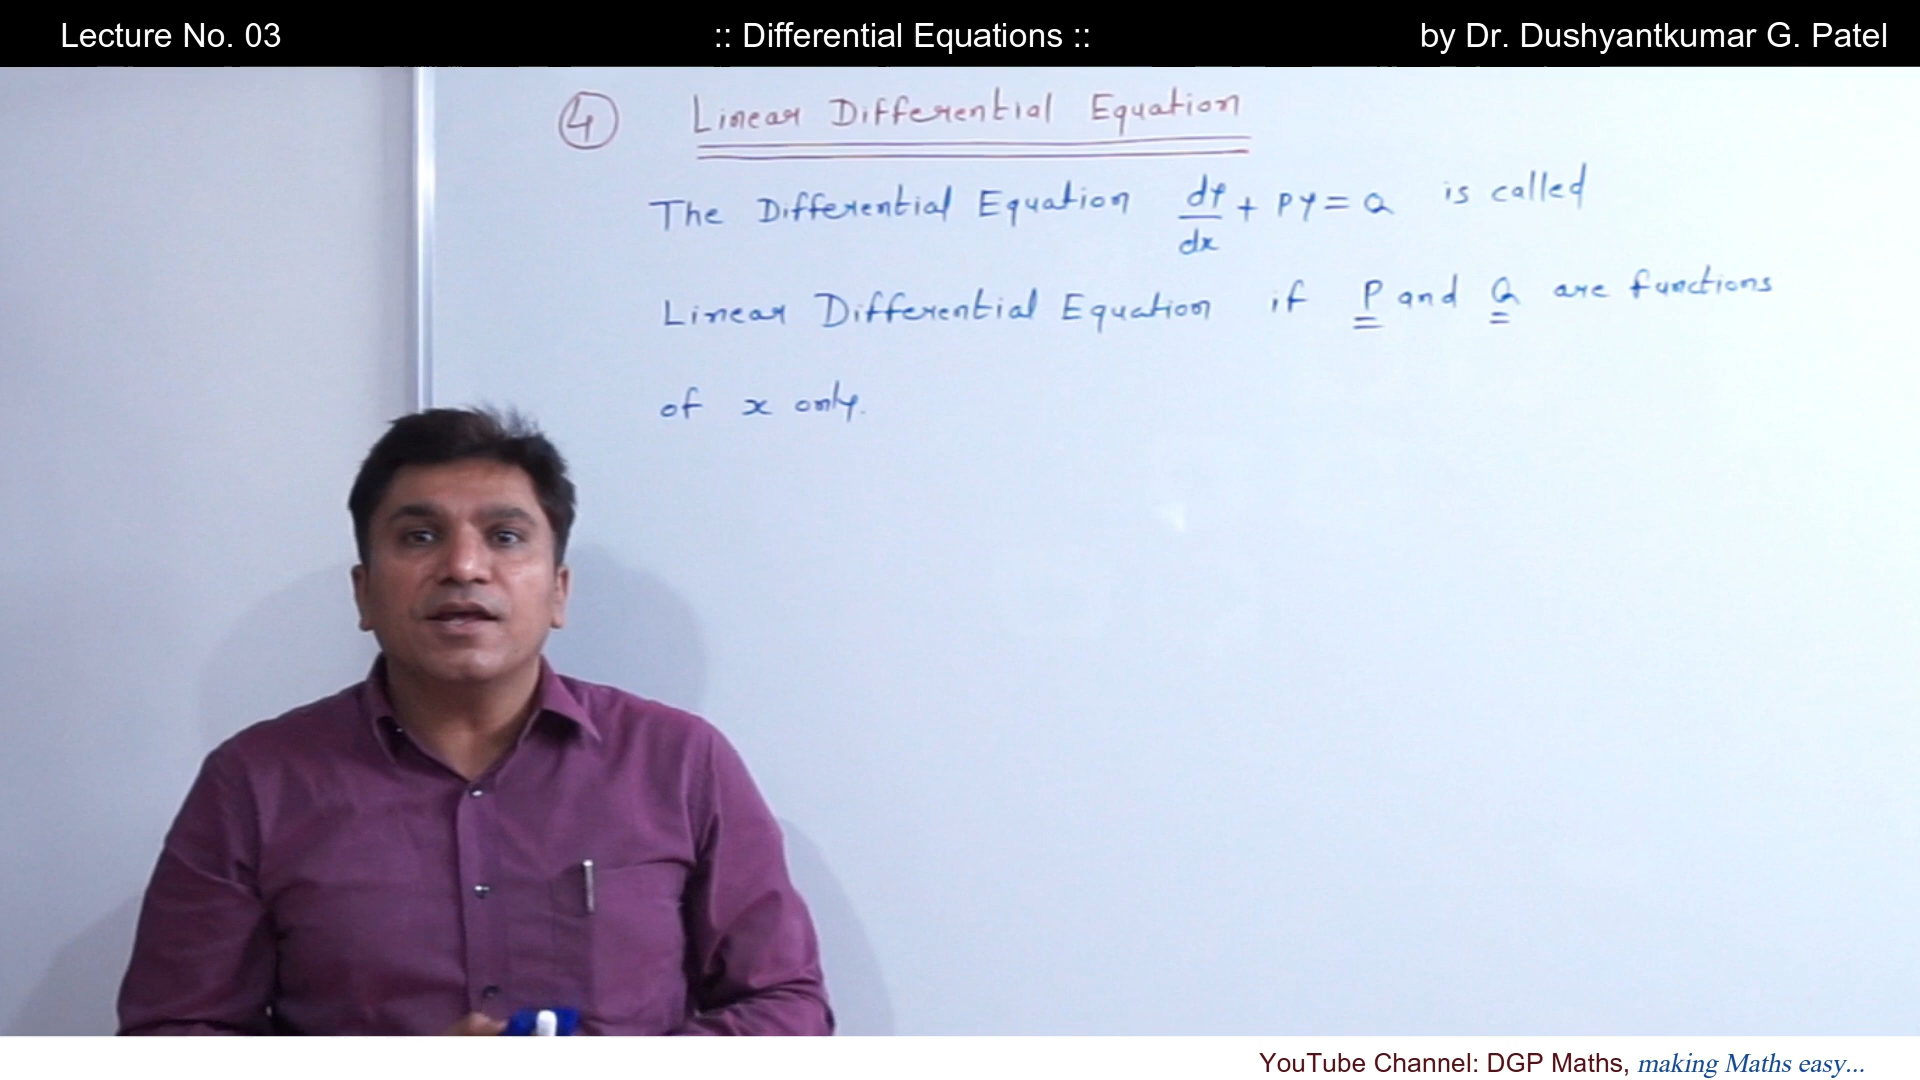 Lecture No. 03 :: Differential Equations :: by Dr. Dushyantkumar G. Patel
④ Linear Differential Equation
The Differential Equation dy/dx + Py = Q is called
Linear Differential Equation if P and Q are functions
of x only.
YouTube Channel: DGP Maths, making Maths easy...